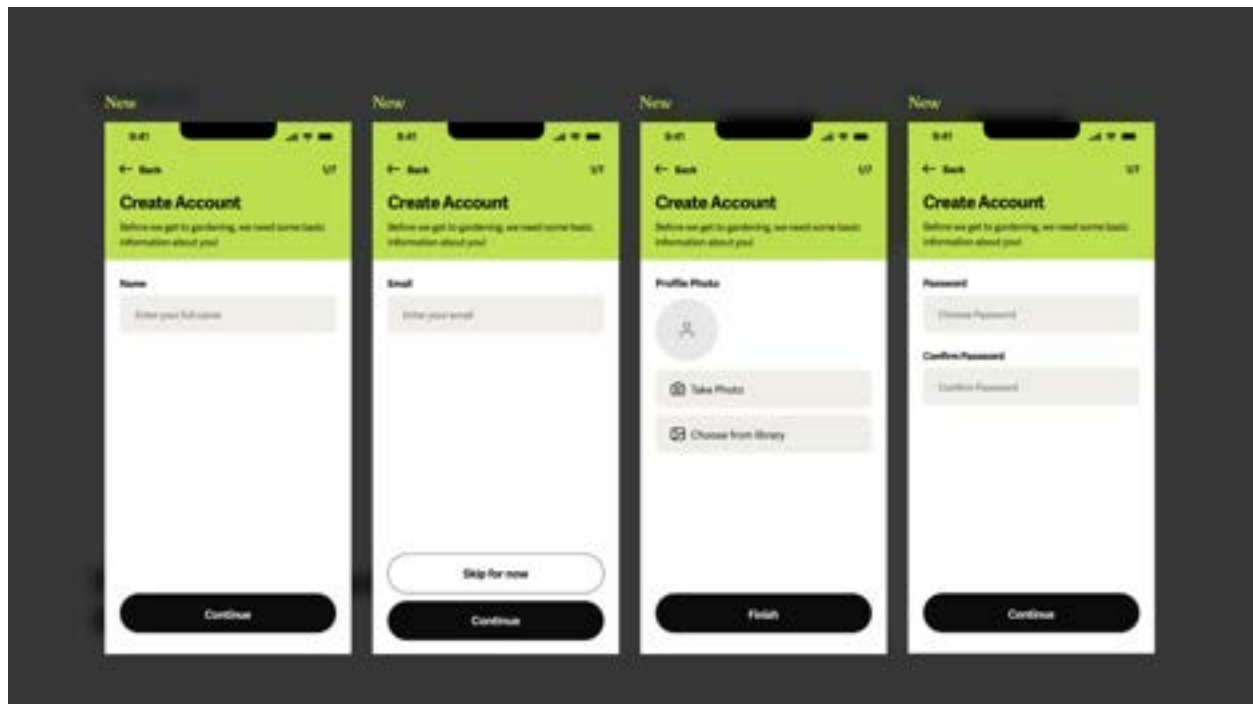 New
9:41
← Back
1/7
Create Account
Before we get to gardening, we need some basic
information about you!
Name
Enter your full name
Continue
New
9:41
← Back
1/7
Create Account
Before we get to gardening, we need some basic
information about you!
Email
Enter your email
Skip for now
Continue
New
9:41
← Back
1/7
Create Account
Before we get to gardening, we need some basic
information about you!
Profile Photo
Take Photo
Choose from library
Finish
New
9:41
← Back
1/7
Create Account
Before we get to gardening, we need some basic
information about you!
Password
Choose Password
Confirm Password
Confirm Password
Continue